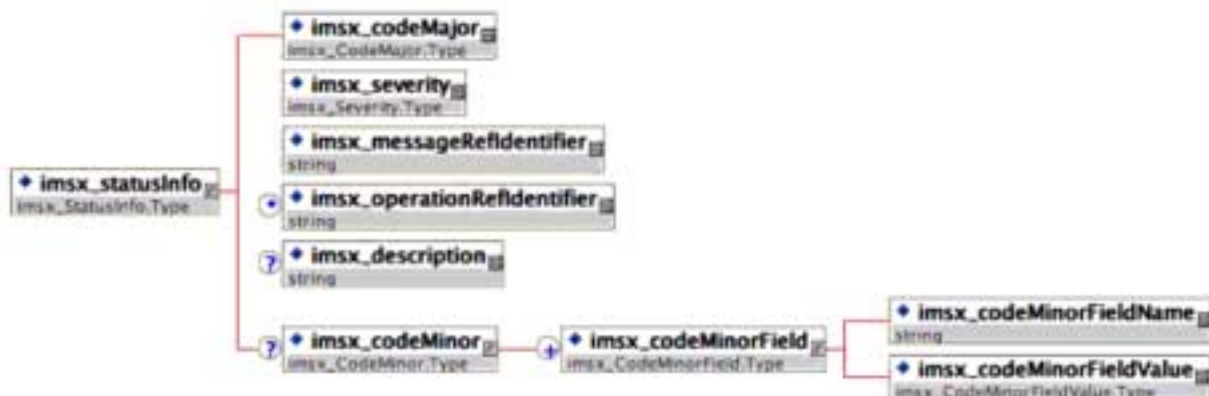 imsx_codeMajor
imsx_CodeMajor.Type
imsx_severity
imsx_Severity.Type
imsx_messageRefIdentifier
string
imsx_statusInfo
imsx_StatusInfo.Type
imsx_operationRefIdentifier
string
? imsx_description
string
? imsx_codeMinor
imsx_CodeMinor.Type
+ imsx_codeMinorField
imsx_CodeMinorField.Type
imsx_codeMinorFieldName
string
imsx_codeMinorFieldValue
imsx_CodeMinorFieldValue.Type